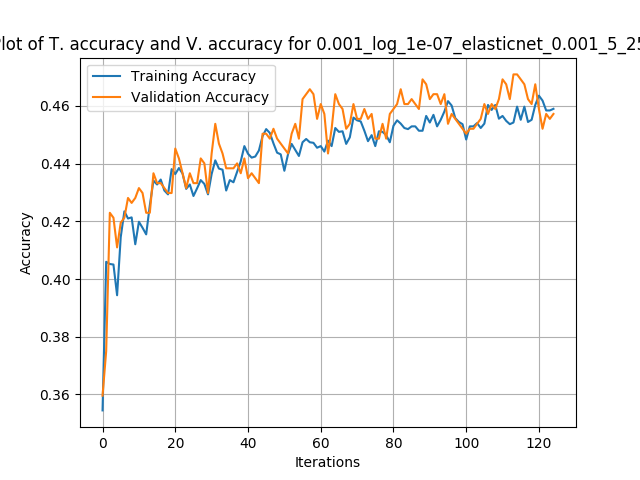 lot of T. accuracy and V. accuracy for 0.001_log_1e-07_elasticnet_0.001_5_25
Training Accuracy
Validation Accuracy
0.46
0.44
0.42
0.40
0.38
0.36
Accuracy
0 20 40 60 80 100 120
Iterations